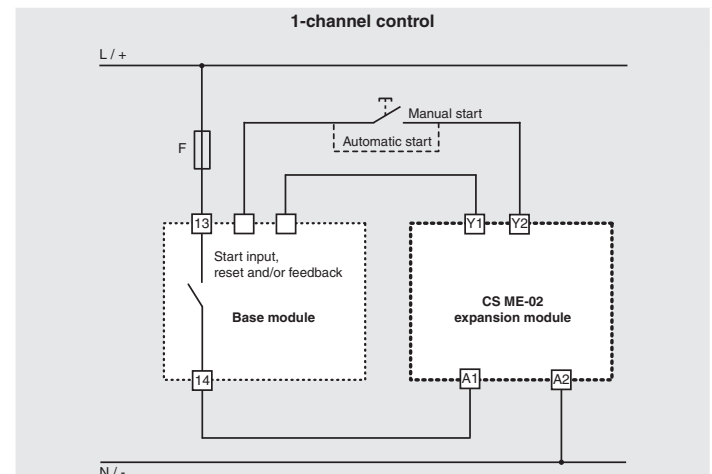 1-channel control
L / +
Manual start
F
Automatic start
13
Y1
Y2
Start input,
reset and/or feedback
Base module
CS ME-02
expansion module
14
A1
A2
N / -